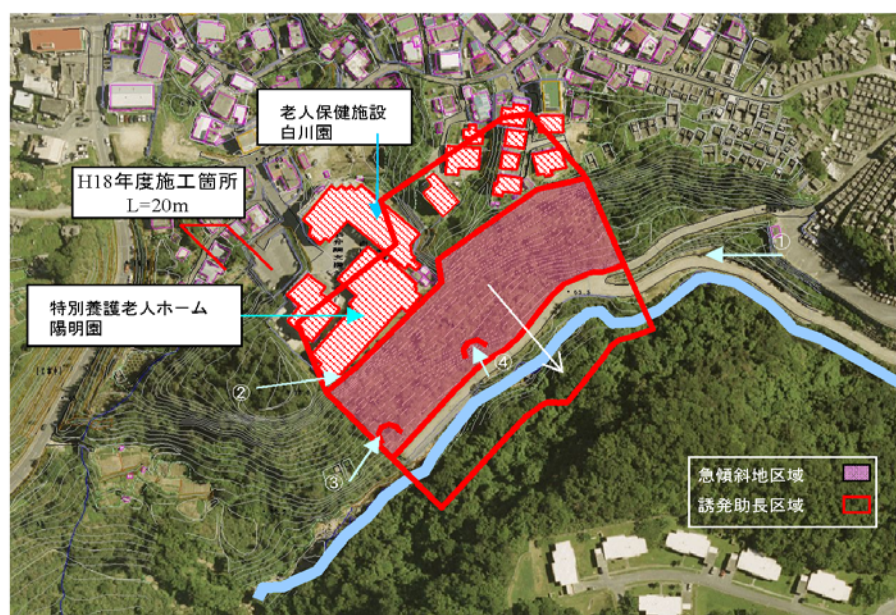 老人保健施設
白川園
H18年度施工箇所
L=20m
①
特別養護老人ホーム
陽明園
②
④
③
急傾斜地区域
誘発助長区域